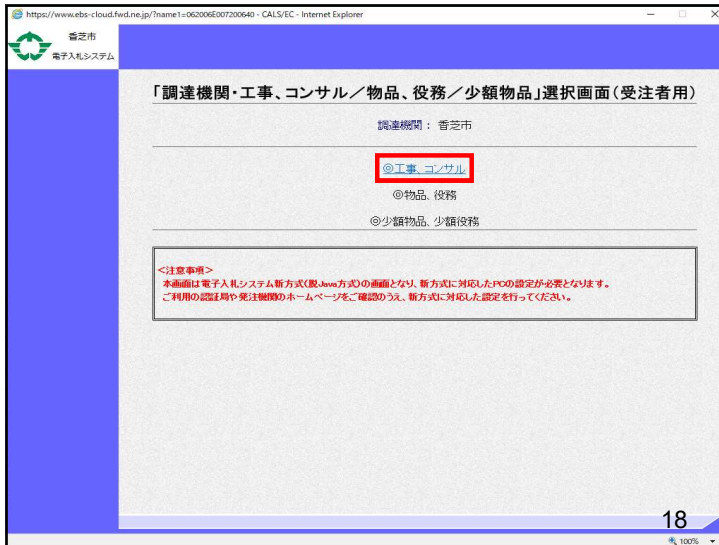 https://www.ebs-cloud.fwd.ne.jp/?name1=062006E007200640 - CALS/EC - Internet Explorer
香芝市
電子入札システム
「調達機関・工事、コンサル／物品、役務／少額物品」選択画面(受注者用)
調達機関： 香芝市
◎工事、コンサル
◎物品、役務
◎少額物品、少額役務
<注意事項>
本画面は電子入札システム新方式(脱Java方式)の画面となり、新方式に対応したPCの設定が必要となります。
ご利用の認証局や発注機関のホームページをご確認のうえ、新方式に対応した設定を行ってください。
18
100%